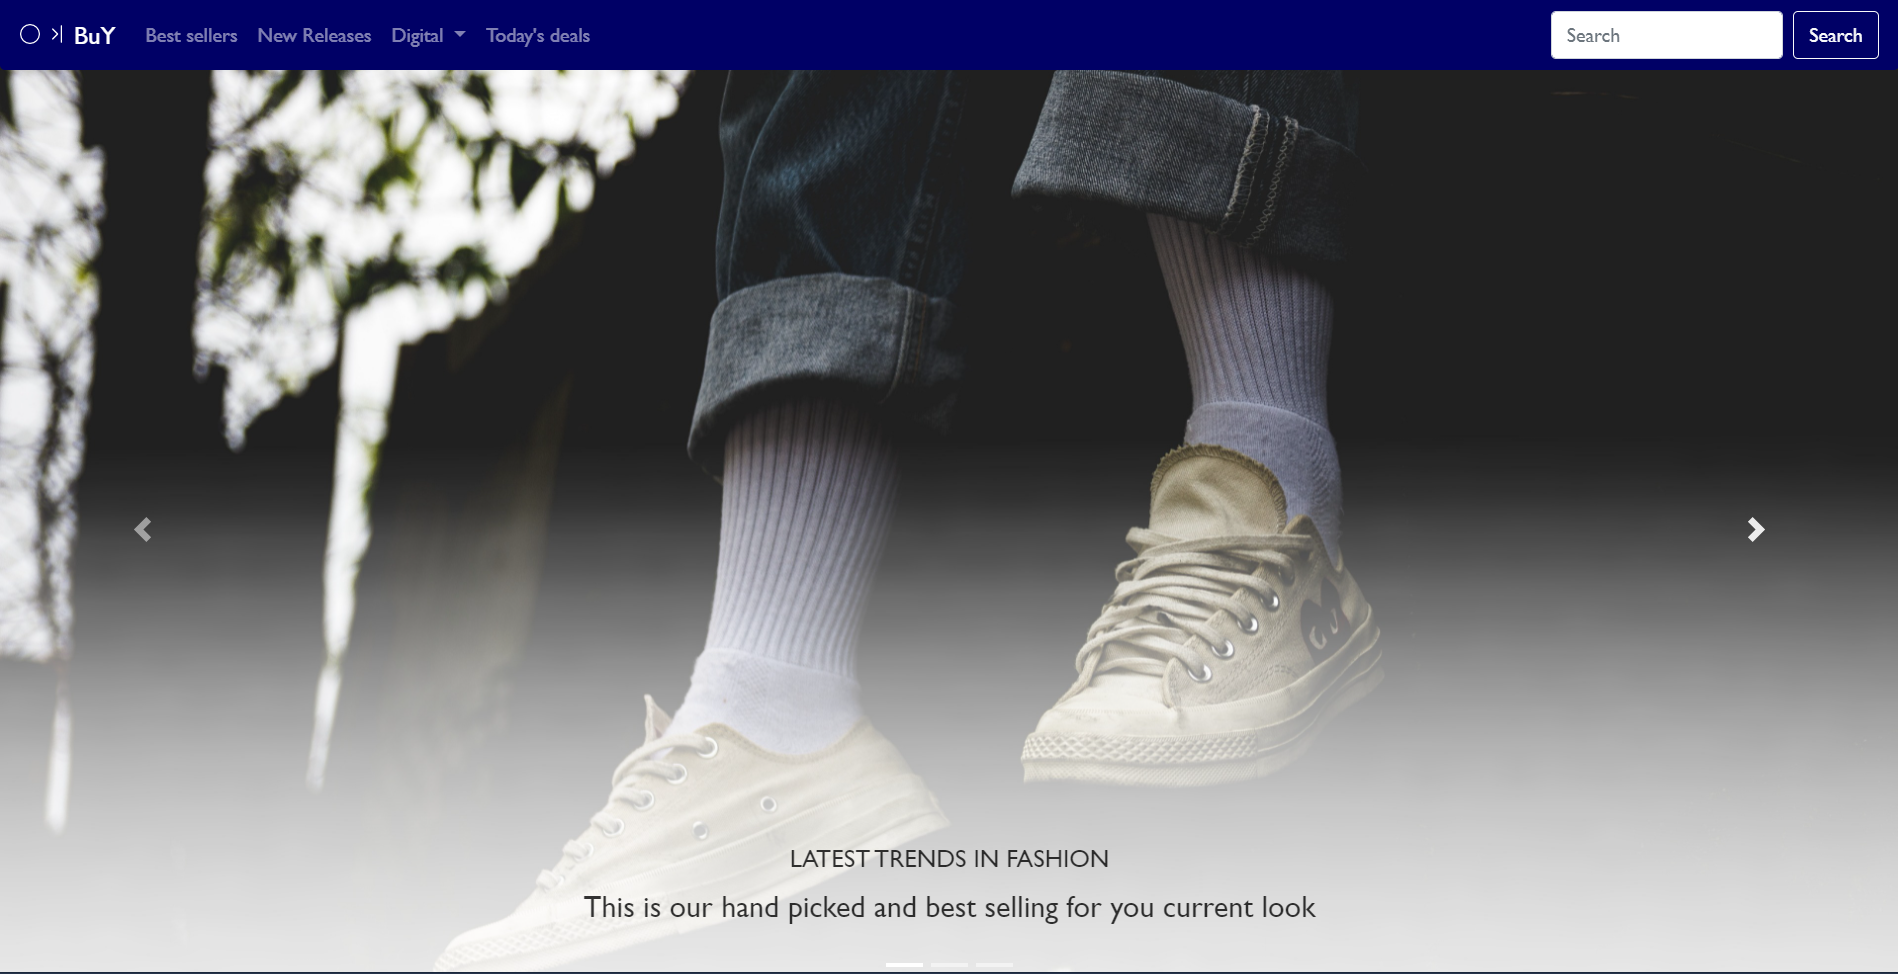 BuY Best sellers New Releases Digital Today's deals Search Search
LATEST TRENDS IN FASHION
This is our hand picked and best selling for you current look